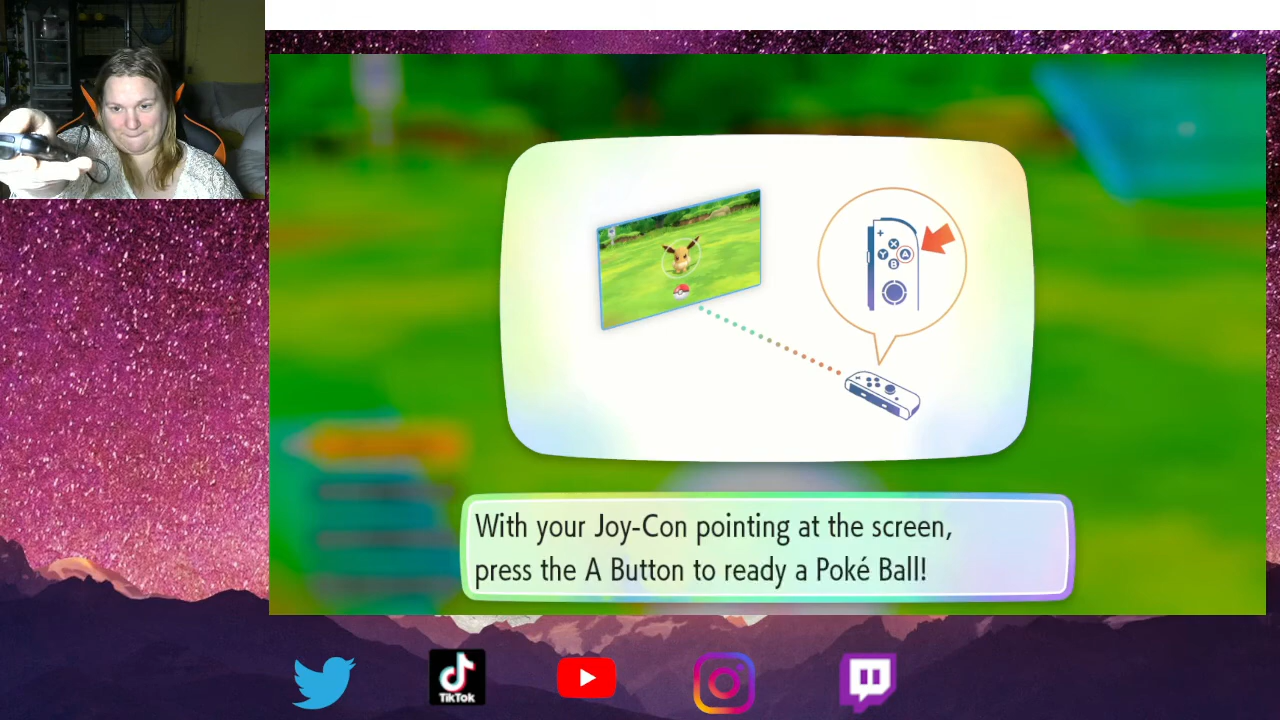 +
X
Y
A
B
With your Joy-Con pointing at the screen,
press the A Button to ready a Poké Ball!
TikTok